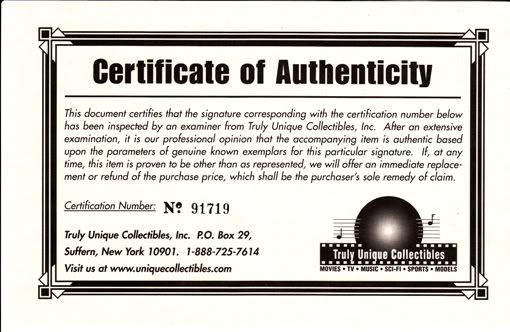 Certificate of Authenticity
This document certifies that the signature corresponding with the certification number below
has been inspected by an examiner from Truly Unique Collectibles, Inc. After an extensive
examination, it is our professional opinion that the accompanying item is authentic based
upon the parameters of genuine known exemplars for this particular signature. If, at any
time, this item is proven to be other than as represented, we will offer an immediate replace-
ment or refund of the purchase price, which shall be the purchaser's sole remedy of claim.
Certification Number: Nº 91719
Truly Unique Collectibles, Inc. P.O. Box 29,
Suffern, New York 10901. 1-888-725-7614
Visit us at www.uniquecollectibles.com
Truly Unique Collectibles
MOVIES • TV • MUSIC • SCI-FI • SPORTS • MODELS